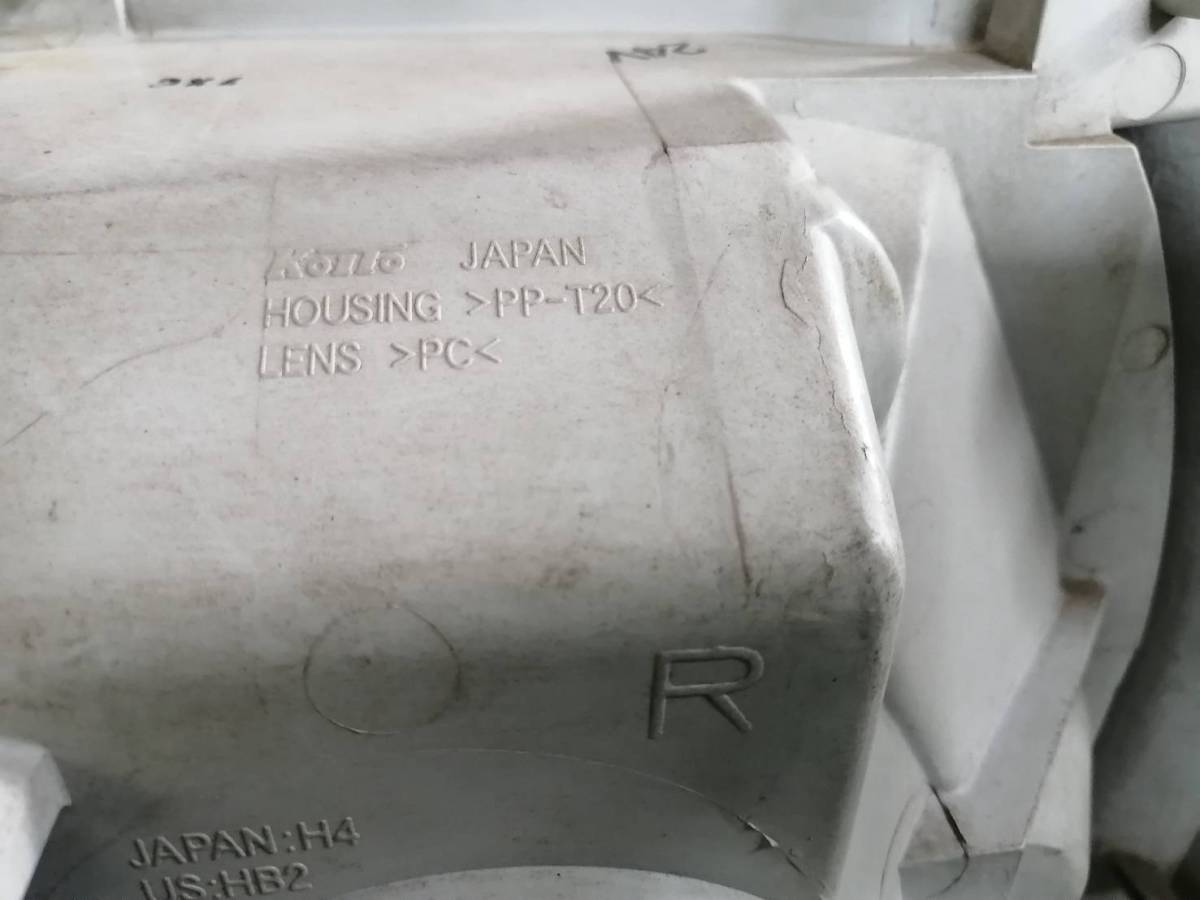 KOITO JAPAN
HOUSING >PP-T20<
LENS >PC<
R
JAPAN:H4
US:HB2